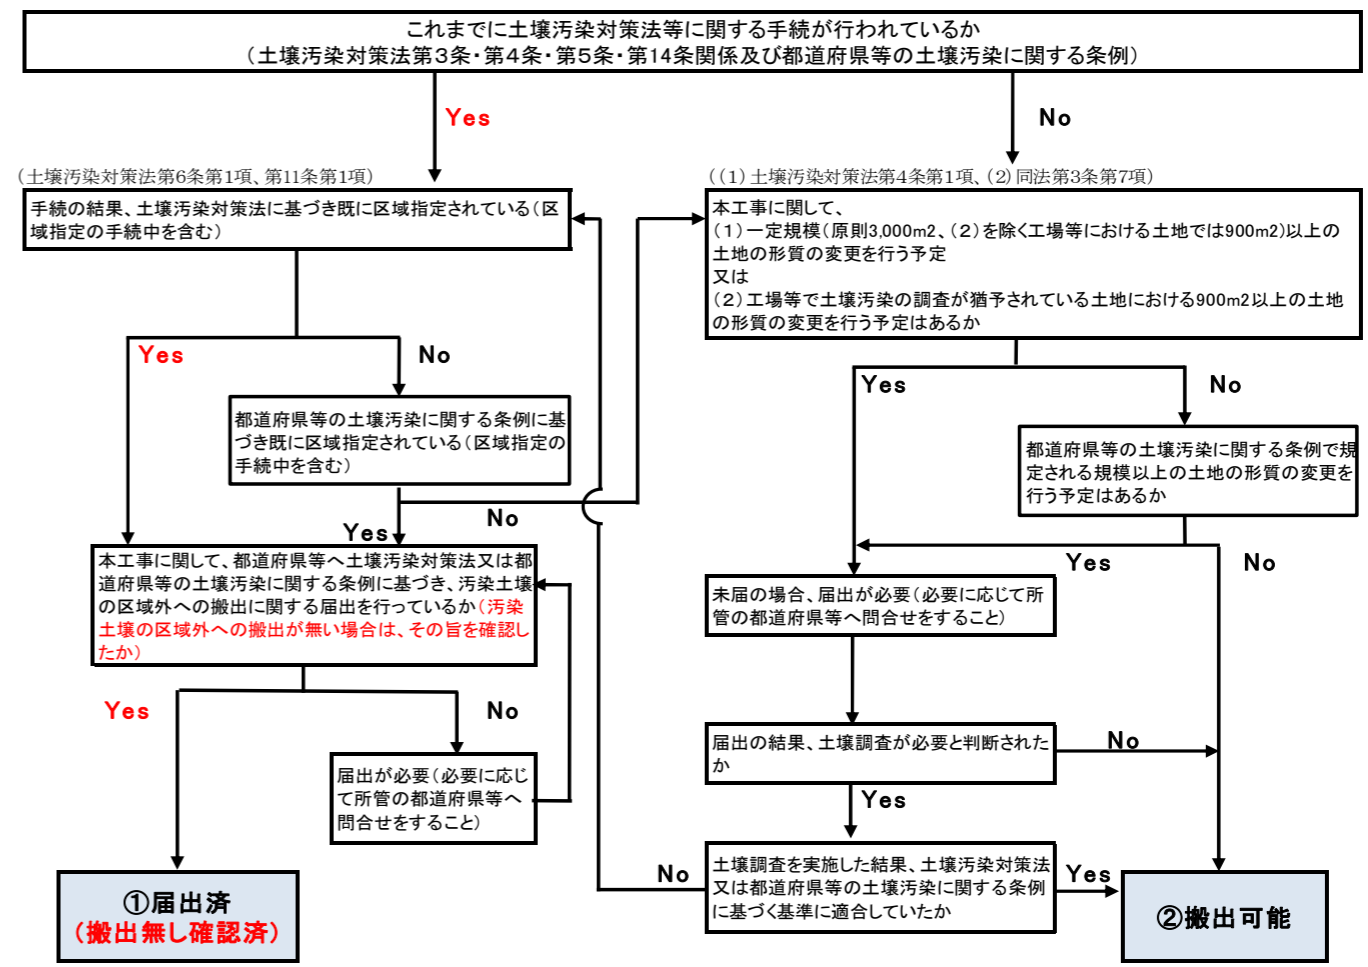 これまでに土壌汚染対策法等に関する手続が行われているか
（土壌汚染対策法第３条・第４条・第５条・第14条関係及び都道府県等の土壌汚染に関する条例）
Yes
No
（土壌汚染対策法第6条第1項、第11条第1項）
手続の結果、土壌汚染対策法に基づき既に区域指定されている（区
域指定の手続中を含む）
Yes
No
都道府県等の土壌汚染に関する条例に基
づき既に区域指定されている（区域指定の
手続中を含む）
Yes
No
本工事に関して、都道府県等へ土壌汚染対策法又は都
道府県等の土壌汚染に関する条例に基づき、汚染土壌
の区域外への搬出に関する届出を行っているか（汚染
土壌の区域外への搬出が無い場合は、その旨を確認し
たか）
Yes
No
届出が必要（必要に応じ
て所管の都道府県等へ
問合せをすること）
①届出済
（搬出無し確認済）
（（1）土壌汚染対策法第4条第1項、（2）同法第3条第7項）
本工事に関して、
（１）一定規模（原則3,000m2、（２）を除く工場等における土地では900m2）以上の
土地の形質の変更を行う予定
又は
（２）工場等で土壌汚染の調査が猶予されている土地における900m2以上の土地
の形質の変更を行う予定はあるか
Yes
No
都道府県等の土壌汚染に関する条例で規
定される規模以上の土地の形質の変更を
行う予定はあるか
Yes
No
未届の場合、届出が必要（必要に応じて所
管の都道府県等へ問合せをすること）
届出の結果、土壌調査が必要と判断された
か
No
Yes
土壌調査を実施した結果、土壌汚染対策法
又は都道府県等の土壌汚染に関する条例
に基づく基準に適合していたか
No
Yes
②搬出可能